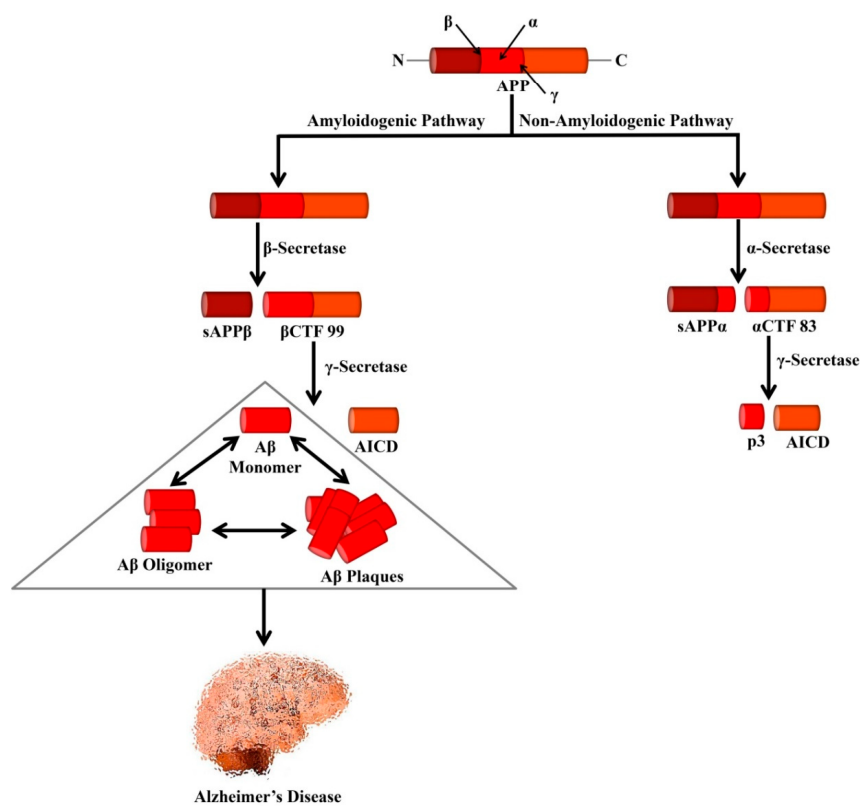 β
α
N
C
APP
γ
Amyloidogenic Pathway
Non-Amyloidogenic Pathway
β-Secretase
α-Secretase
sAPPβ
βCTF 99
sAPPα
αCTF 83
γ-Secretase
γ-Secretase
Aβ
Monomer
AICD
p3
AICD
Aβ Oligomer
Aβ Plaques
Alzheimer's Disease